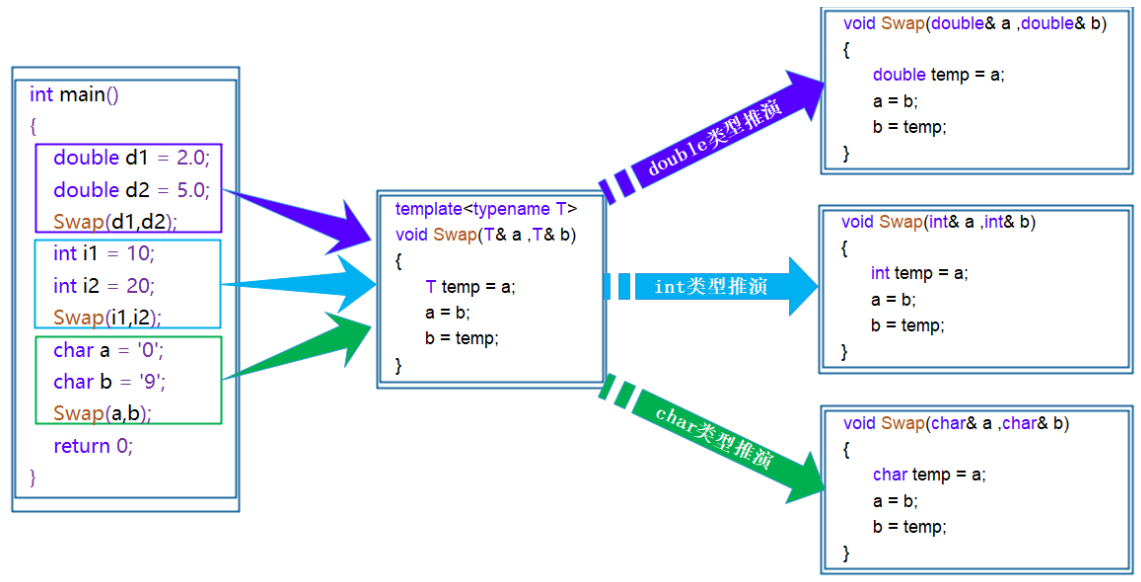 int main()
{
double d1 = 2.0;
double d2 = 5.0;
Swap(d1,d2);
int i1 = 10;
int i2 = 20;
Swap(i1,i2);
char a = '0';
char b = '9';
Swap(a,b);
return 0;
}
template<typename T>
void Swap(T& a ,T& b)
{
T temp = a;
a = b;
b = temp;
}
double类型推演
int类型推演
char类型推演
void Swap(double& a ,double& b)
{
double temp = a;
a = b;
b = temp;
}
void Swap(int& a ,int& b)
{
int temp = a;
a = b;
b = temp;
}
void Swap(char& a ,char& b)
{
char temp = a;
a = b;
b = temp;
}